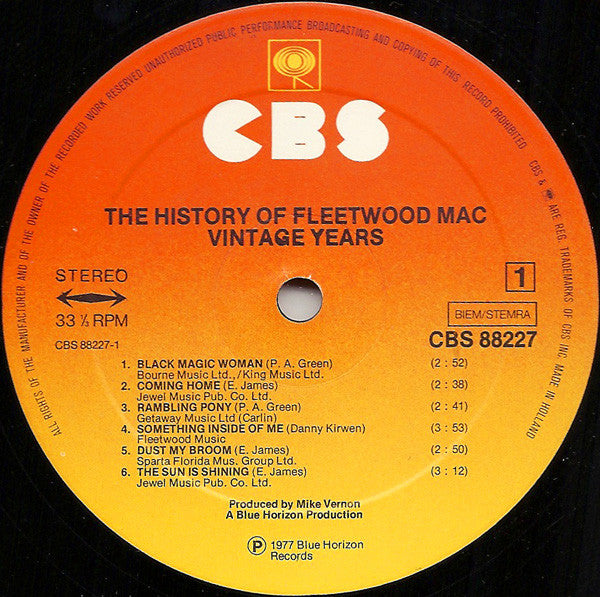 ALL RIGHTS OF THE MANUFACTURER AND OF THE OWNER OF THE RECORDED WORK RESERVED UNAUTHORIZED PUBLIC PERFORMANCE BROADCASTING AND COPYING OF THIS RECORD PROHIBITED
CBS & ARE REG. TRADEMARKS OF CBS INC. MADE IN HOLLAND
CBS
THE HISTORY OF FLEETWOOD MAC
VINTAGE YEARS
STEREO
33 ⅓ RPM
CBS 88227-1
1
BIEM/STEMRA
CBS 88227
1. BLACK MAGIC WOMAN (P. A. Green) (2 : 52)
Bourne Music Ltd.,/King Music Ltd.
2. COMING HOME (E. James) (2 : 38)
Jewel Music Pub. Co. Ltd.
3. RAMBLING PONY (P. A. Green) (2 : 41)
Getaway Music Ltd (Carlin)
4. SOMETHING INSIDE OF ME (Danny Kirwen) (3 : 53)
Fleetwood Music
5. DUST MY BROOM (E. James) (2 : 50)
Sparta Florida Mus. Group Ltd.
6. THE SUN IS SHINING (E. James) (3 : 12)
Jewel Music Pub. Co. Ltd.
Produced by Mike Vernon
A Blue Horizon Production
Ⓟ 1977 Blue Horizon
Records